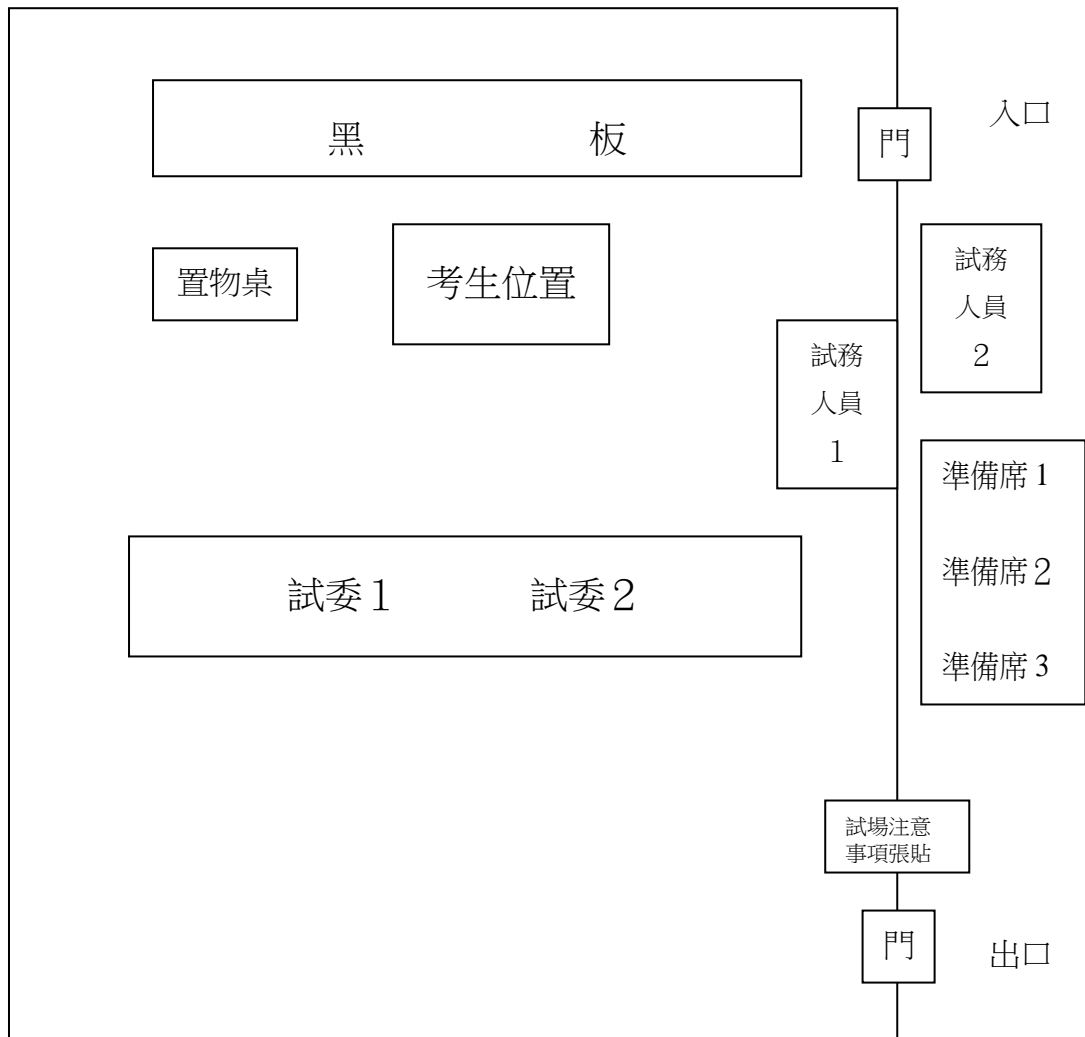 黑 板
門
入口
置物桌
考生位置
試務
人員
２
試務
人員
１
準備席 1
準備席２
準備席 3
試委１ 試委２
試場注意
事項張貼
門
出口